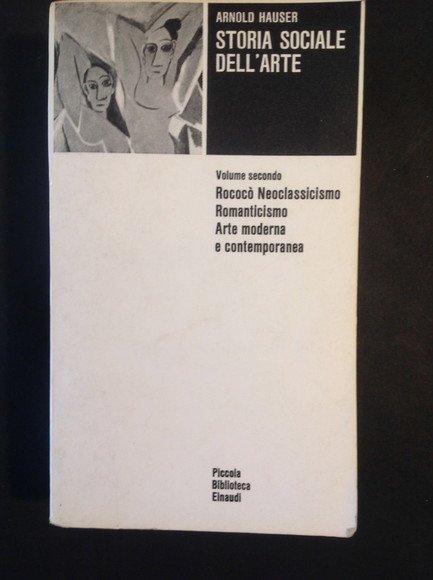 ARNOLD HAUSER
STORIA SOCIALE
DELL'ARTE
Volume secondo
Rococò Neoclassicismo
Romanticismo
Arte moderna
e contemporanea
Piccola
Biblioteca
Einaudi